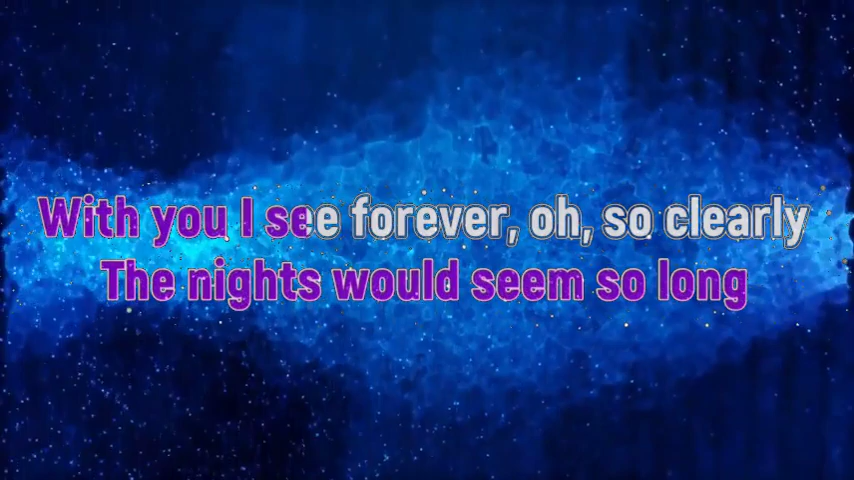 With you I see forever, oh, so clearly
The nights would seem so long